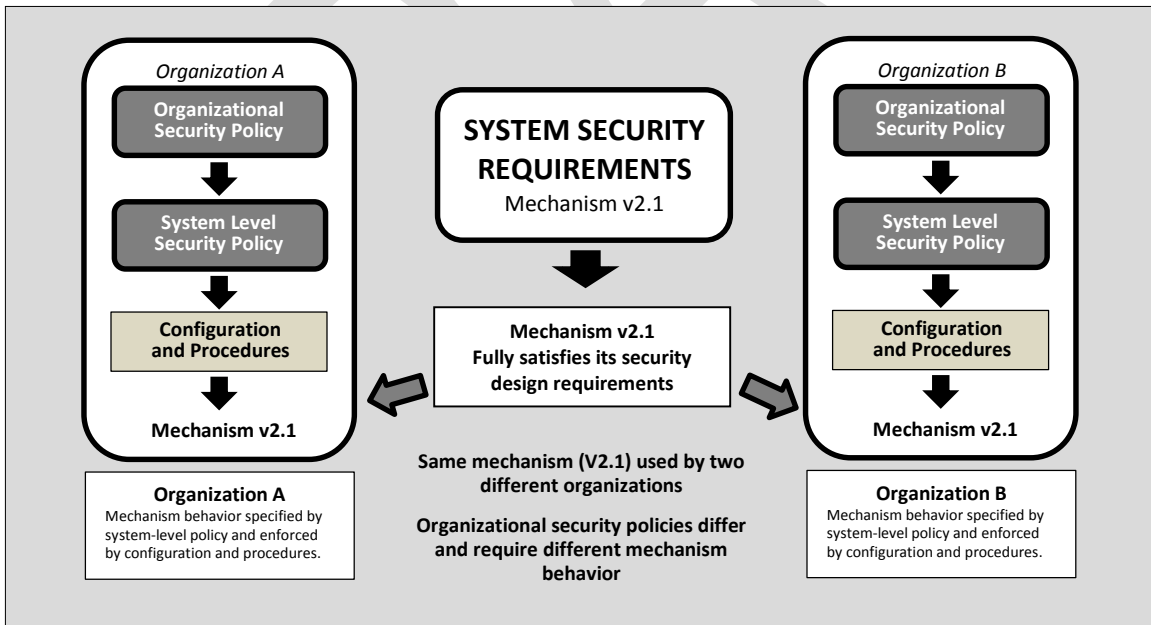 Organization A
Organizational
Security Policy
System Level
Security Policy
Configuration
and Procedures
Mechanism v2.1
Organization A
Mechanism behavior specified by
system-level policy and enforced
by configuration and procedures.
SYSTEM SECURITY
REQUIREMENTS
Mechanism v2.1
Mechanism v2.1
Fully satisfies its security
design requirements
Same mechanism (V2.1) used by two
different organizations
Organizational security policies differ
and require different mechanism
behavior
Organization B
Organizational
Security Policy
System Level
Security Policy
Configuration
and Procedures
Mechanism v2.1
Organization B
Mechanism behavior specified by
system-level policy and enforced
by configuration and procedures.